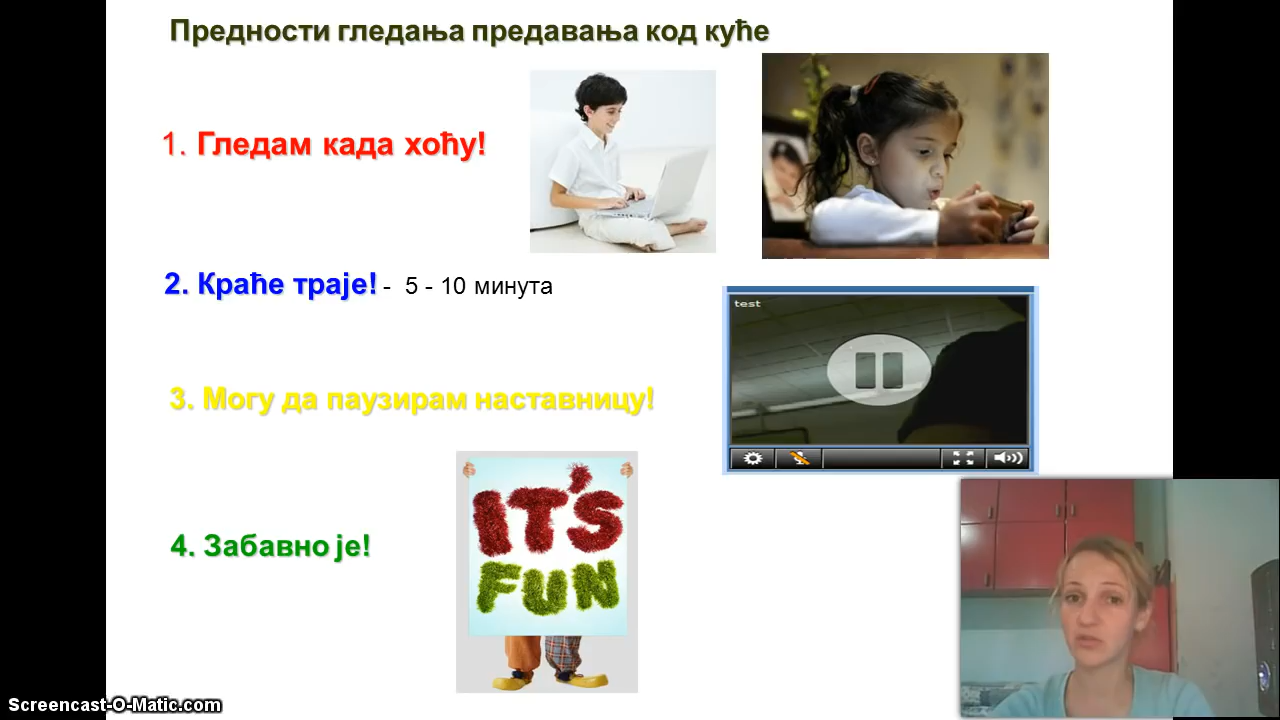 Предности гледања предавања код куће
1. Гледам када хоћу!
2. Краће траје! - 5 - 10 минута
test
3. Могу да паузирам наставницу!
IT'S
FUN
4. Забавно је!
Screencast-O-Matic.com